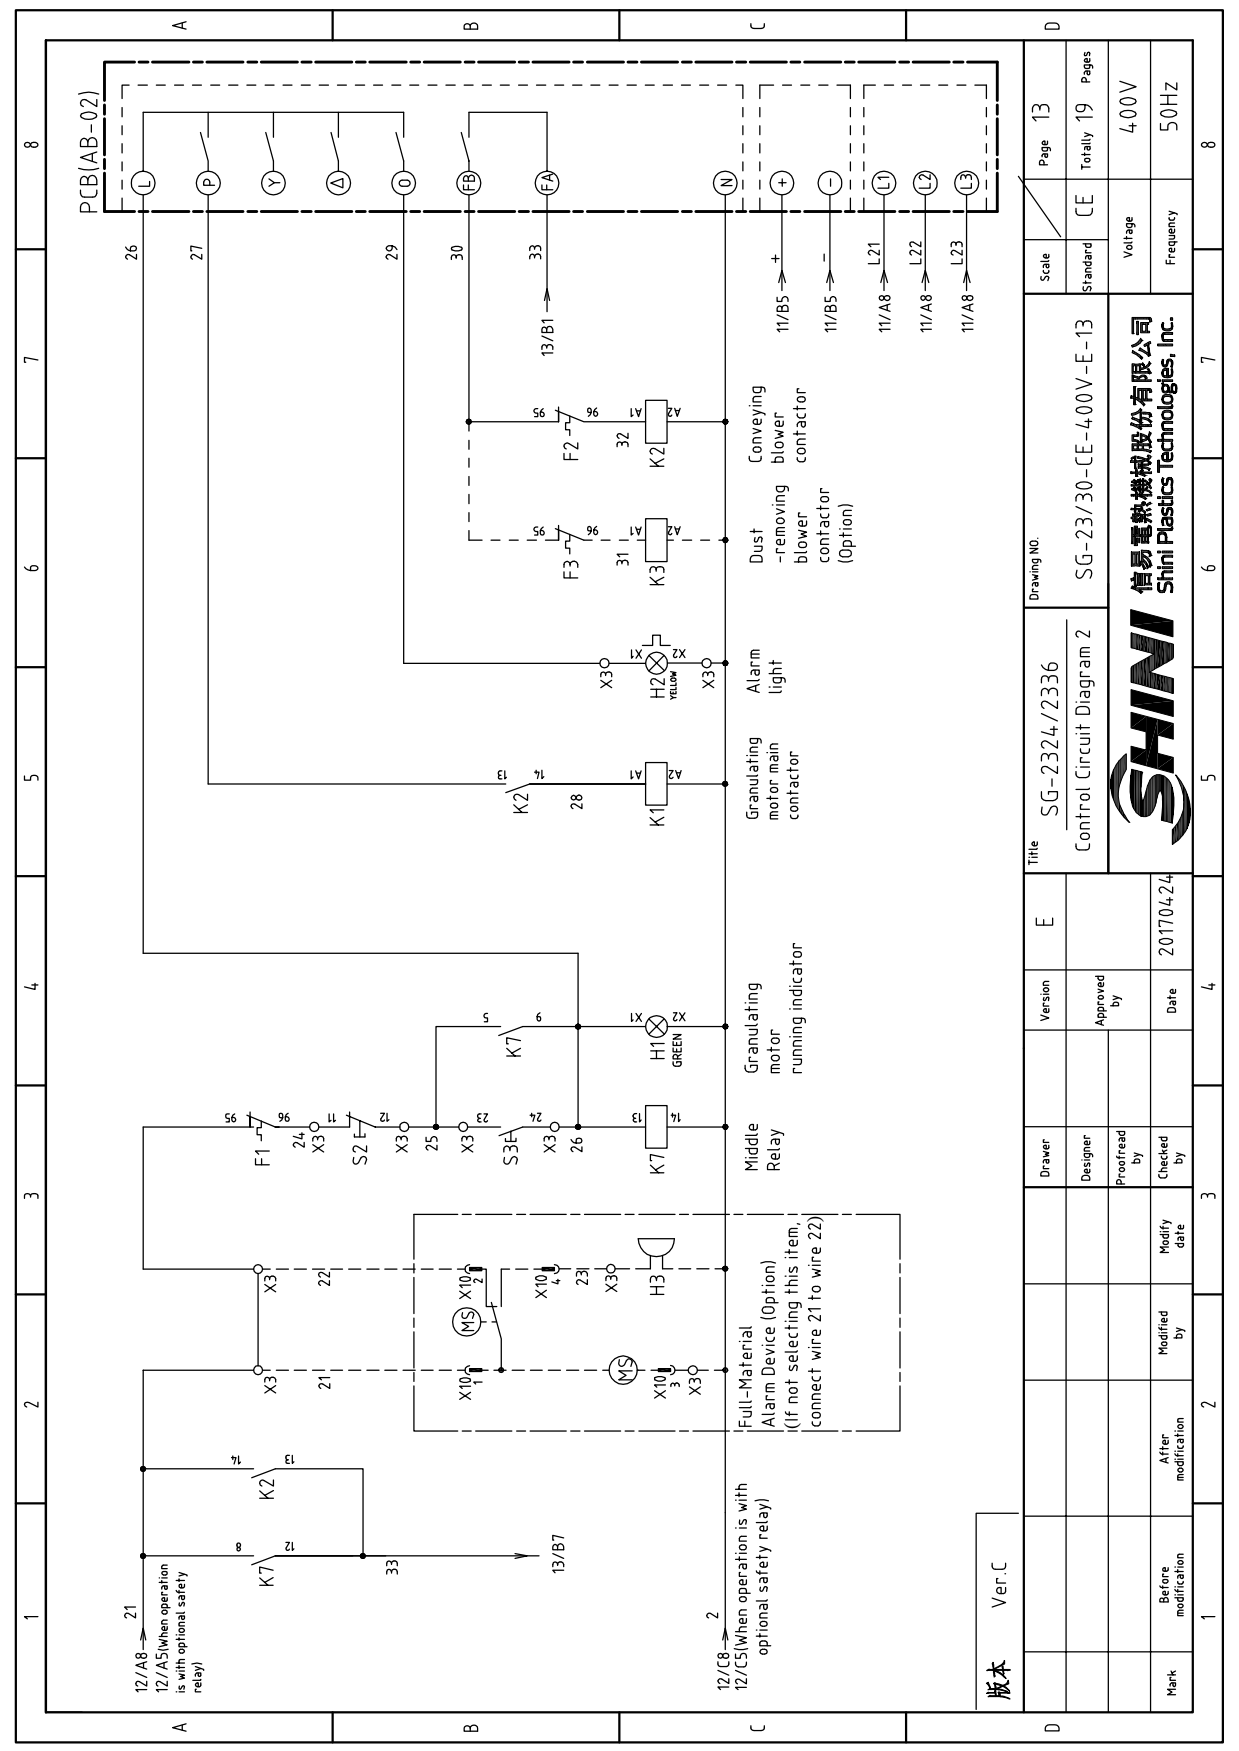 1
2
3
4
5
6
7
8
A
B
C
D
PCB(AB-02)
L
P
Y
Δ
O
FB
FA
N
+
-
L1
L2
L3
26
27
29
30
33
13/B1
+
11/B5
-
11/B5
L21
11/A8
L22
11/A8
L23
11/A8
12/A8
21
12/A5(When operation
is with optional safety
relay)
K7
8
12
K2
14
13
33
13/B7
X3
21
X3
22
X10
1
X10
2
MS
MS
X10
4
X10
3
23
X3
X3
H3
Full-Material
Alarm Device (Option)
(If not selecting this item,
connect wire 21 to wire 22)
F1
95
96
24
X3
S2
11
12
X3
25
X3
S3
23
24
X3
26
K7
13
14
Middle
Relay
K7
5
9
H1
X1
X2
GREEN
Granulating
motor
running indicator
K2
13
14
28
K1
A1
A2
Granulating
motor main
contactor
X3
H2
X1
X2
YELLOW
X3
Alarm
light
F3
95
96
31
K3
A1
A2
Dust
-removing
blower
contactor
(Option)
F2
95
96
32
K2
A1
A2
Conveying
blower
contactor
2
12/C8
12/C5(When operation is with
optional safety relay)
版本
Ver.C
Mark
Before
modification
After
modification
Modified
by
Modify
date
Drawer
Designer
Proofread
by
Checked
by
Version
E
Approved
by
Date
20170424
Title
SG-2324/2336
Control Circuit Diagram 2
Drawing NO.
SG-23/30-CE-400V-E-13
SHINI
信易電熱機械股份有限公司
Shini Plastics Technologies, Inc.
Scale
Page 13
Standard
CE
Totally 19 Pages
Voltage
400V
Frequency
50Hz
A
B
C
D
1
2
3
4
5
6
7
8